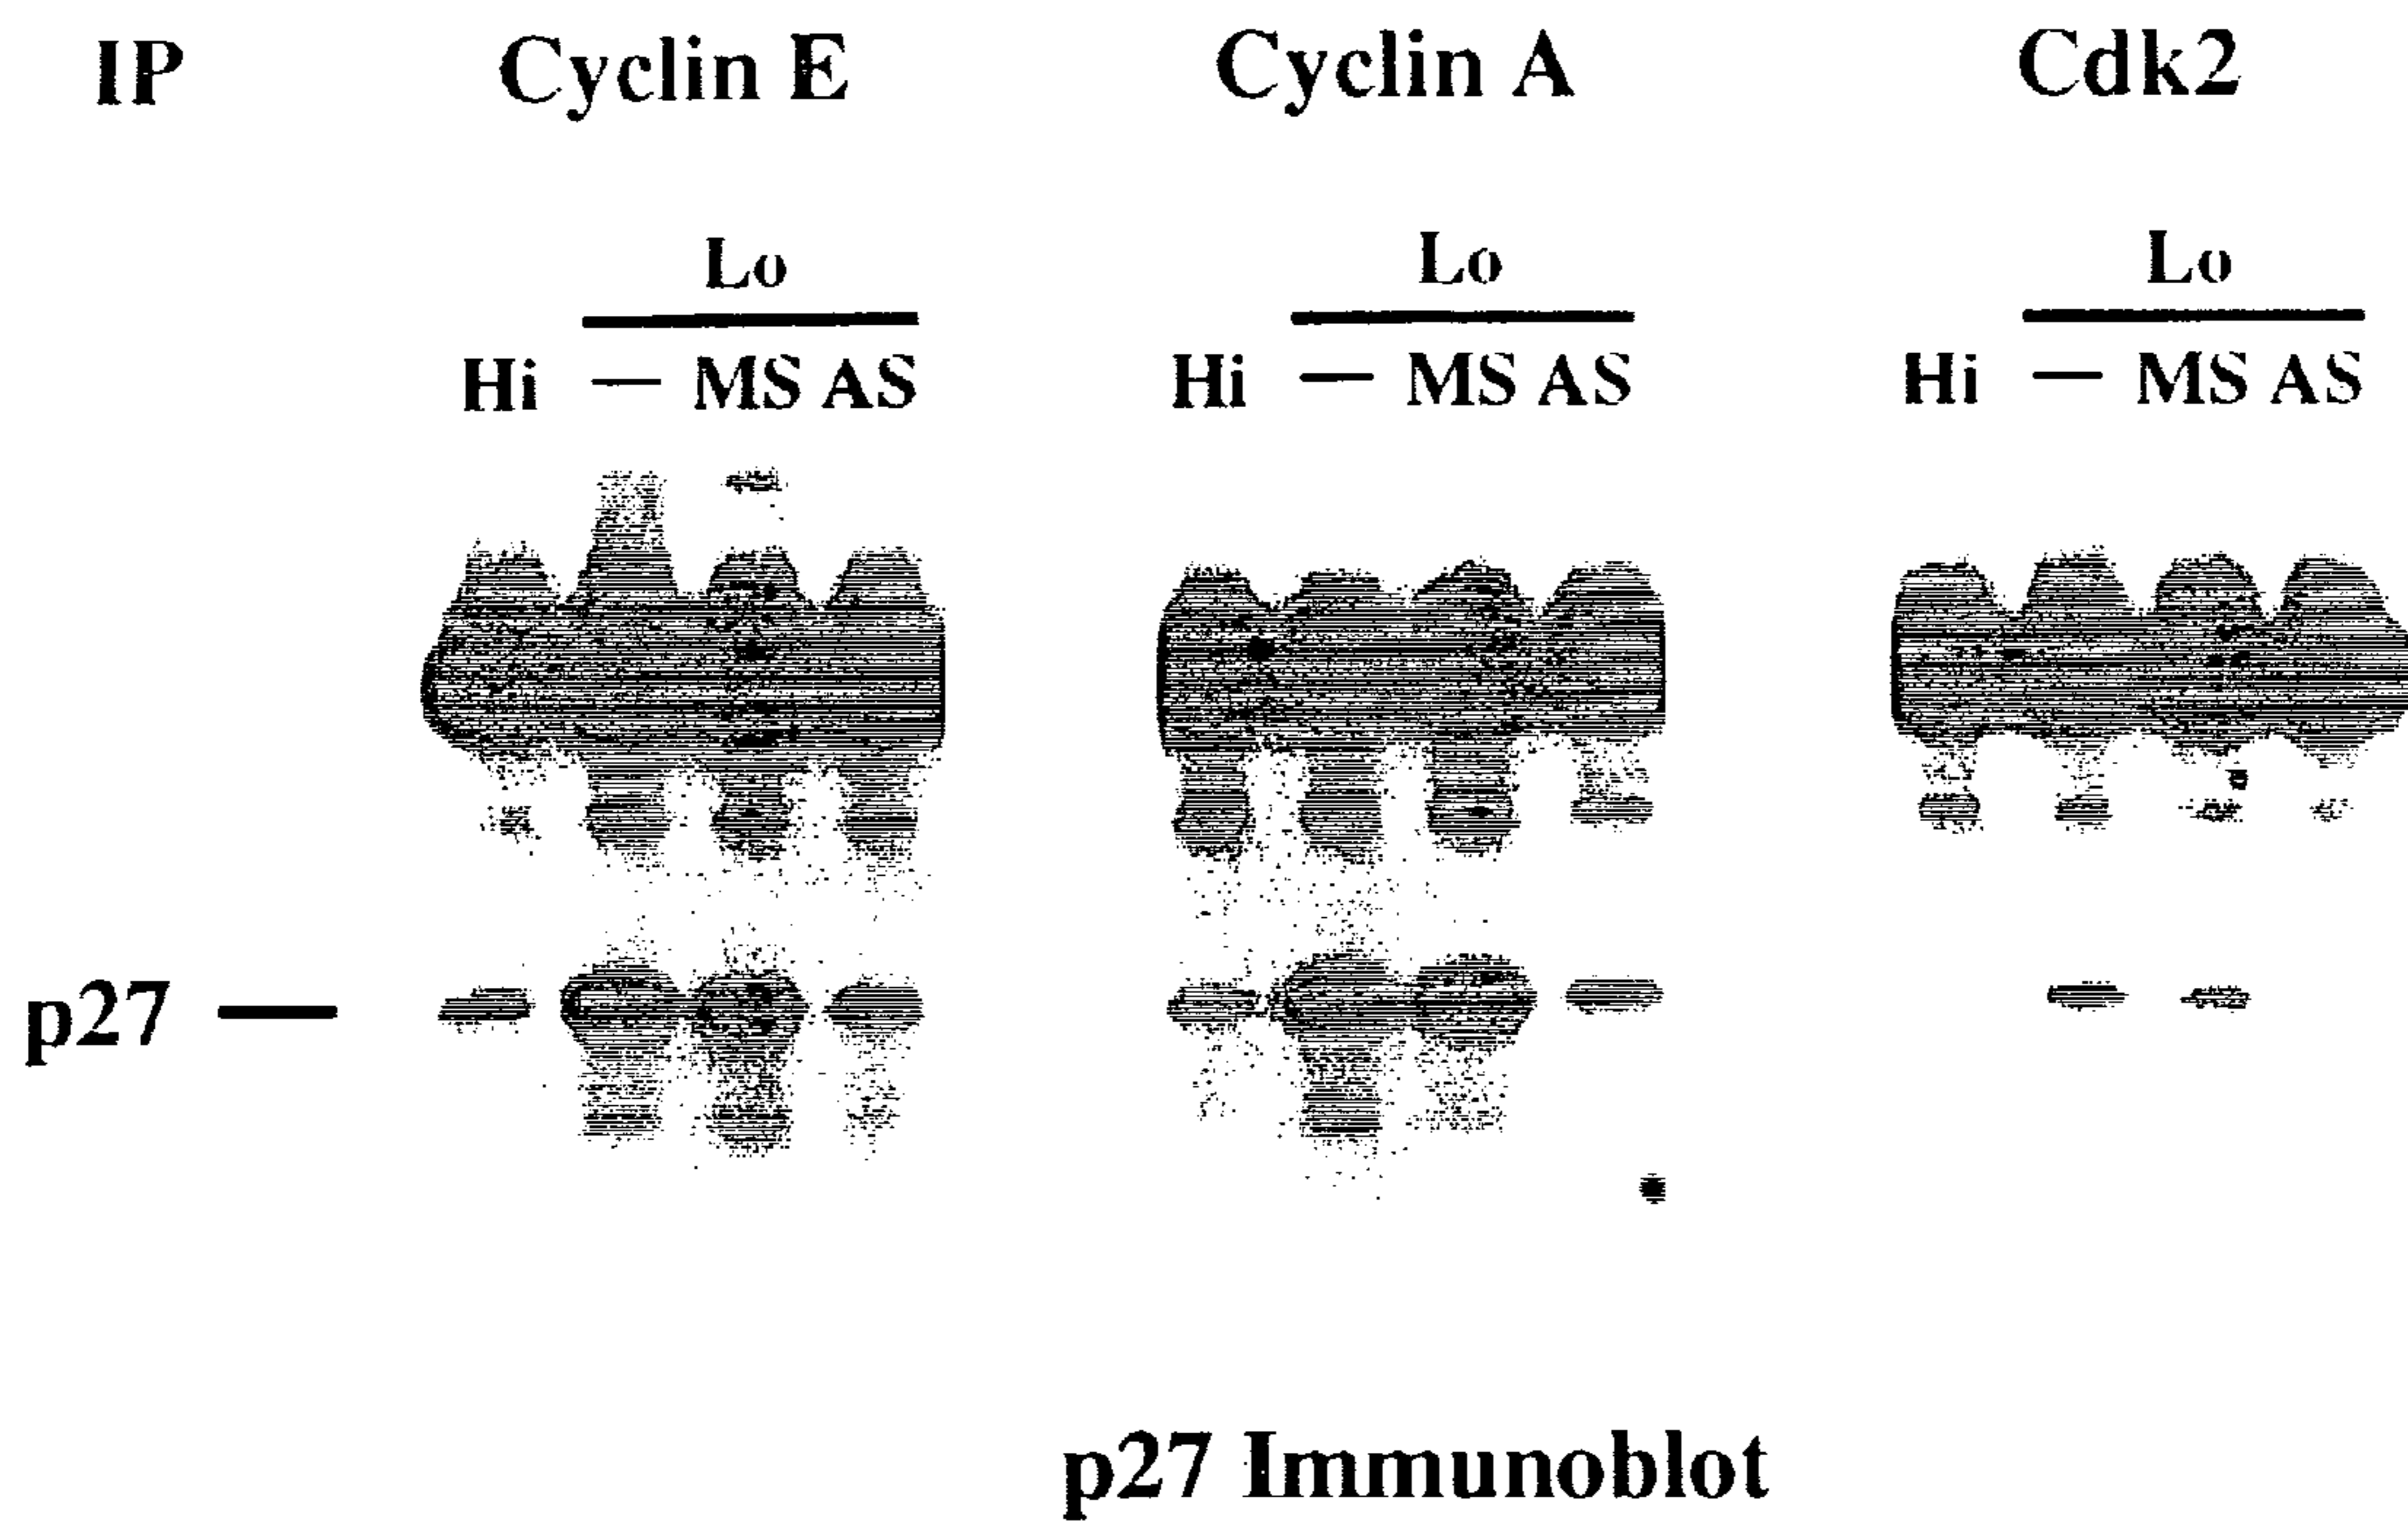 IP Cyclin E Cyclin A Cdk2
Lo Lo Lo
Hi — MS AS Hi — MS AS Hi — MS AS
p27 —
p27 Immunoblot